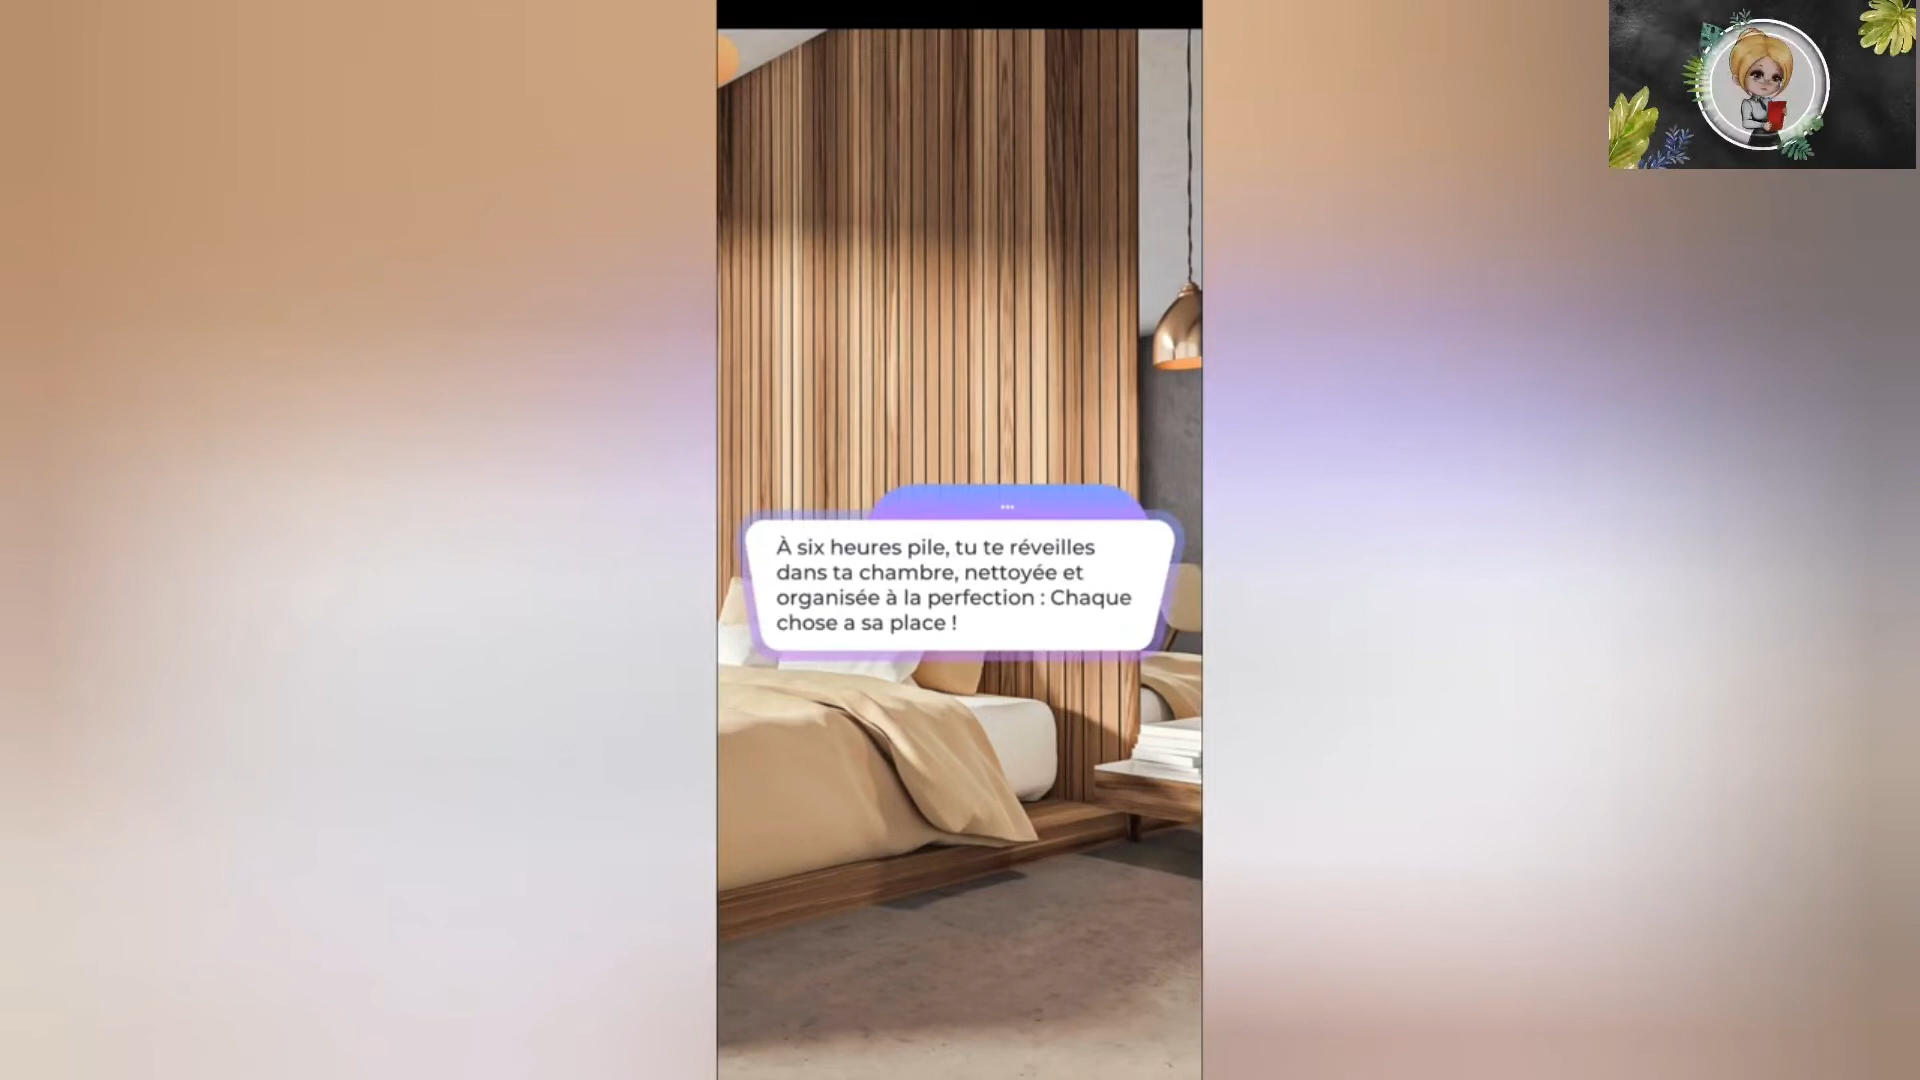 ...
À six heures pile, tu te réveilles
dans ta chambre, nettoyée et
organisée à la perfection : Chaque
chose a sa place !